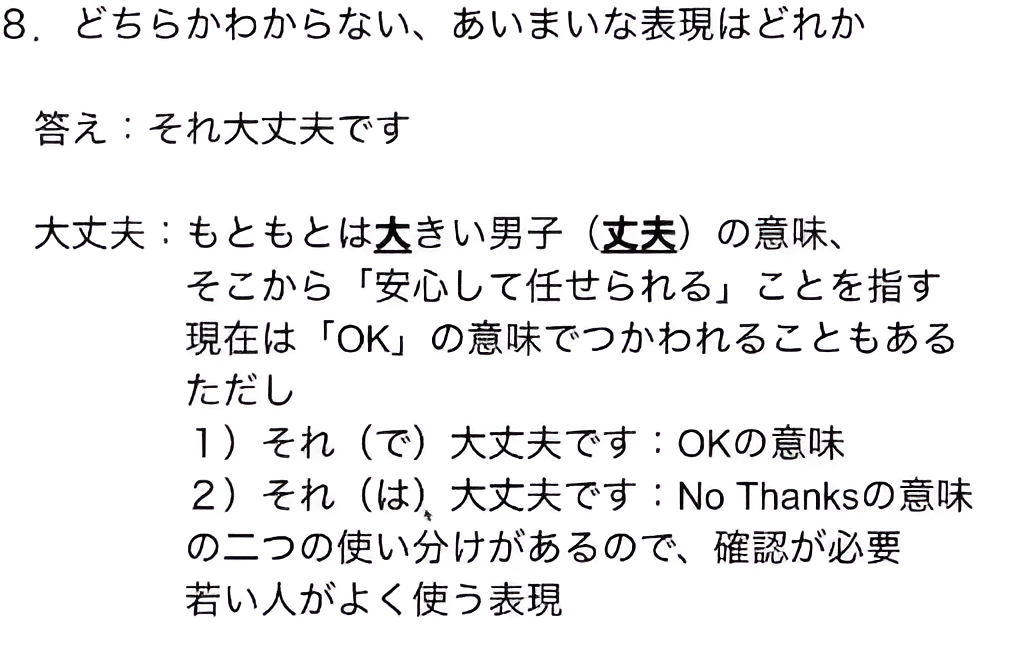 8．どちらかわからない、あいまいな表現はどれか
答え：それ大丈夫です
大丈夫：もともとは大きい男子（丈夫）の意味、
そこから「安心して任せられる」ことを指す
現在は「OK」の意味でつかわれることもある
ただし
１）それ（で）大丈夫です：OKの意味
２）それ（は）大丈夫です：No Thanksの意味
の二つの使い分けがあるので、確認が必要
若い人がよく使う表現